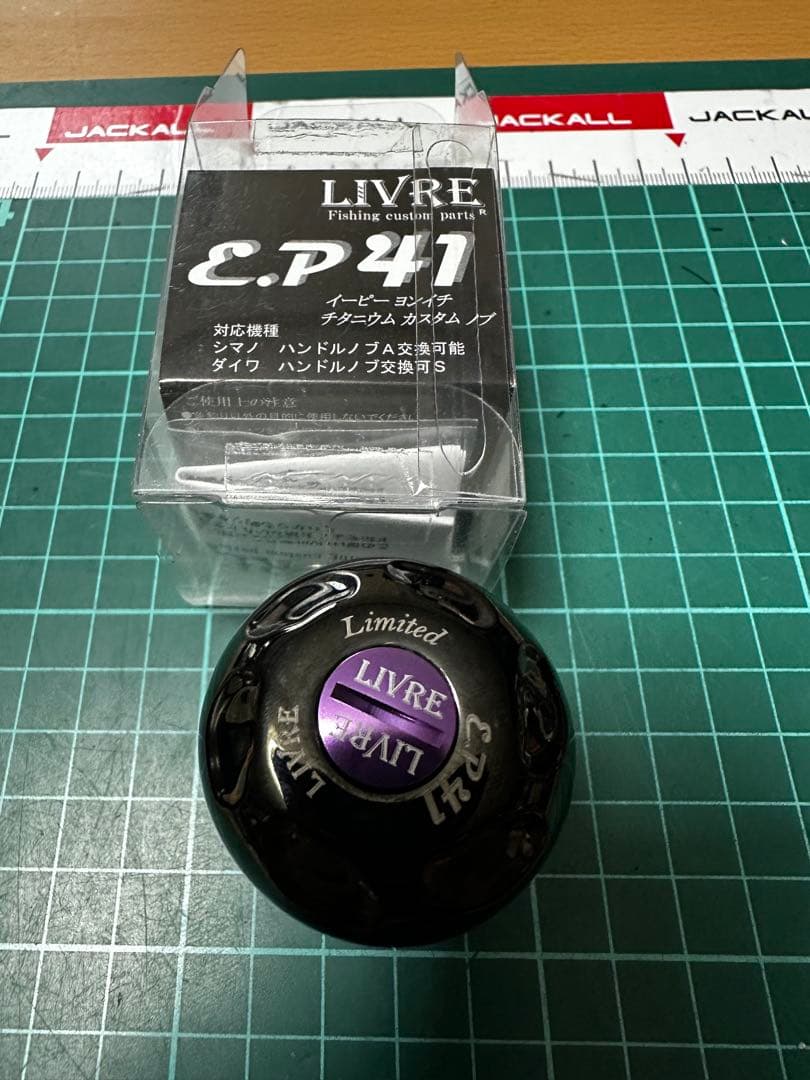 JACKALL
JACKALL
JACKALL
LIVRE
Fishing custom parts R
E.P 41
イーピー ヨンイチ
チタニウム カスタム ノブ
対応機種
シマノ ハンドルノブA交換可能
ダイワ ハンドルノブ交換可S
ご使用上の注意
Limited
LIVRE
LIVRE
LIVRE
E.P41